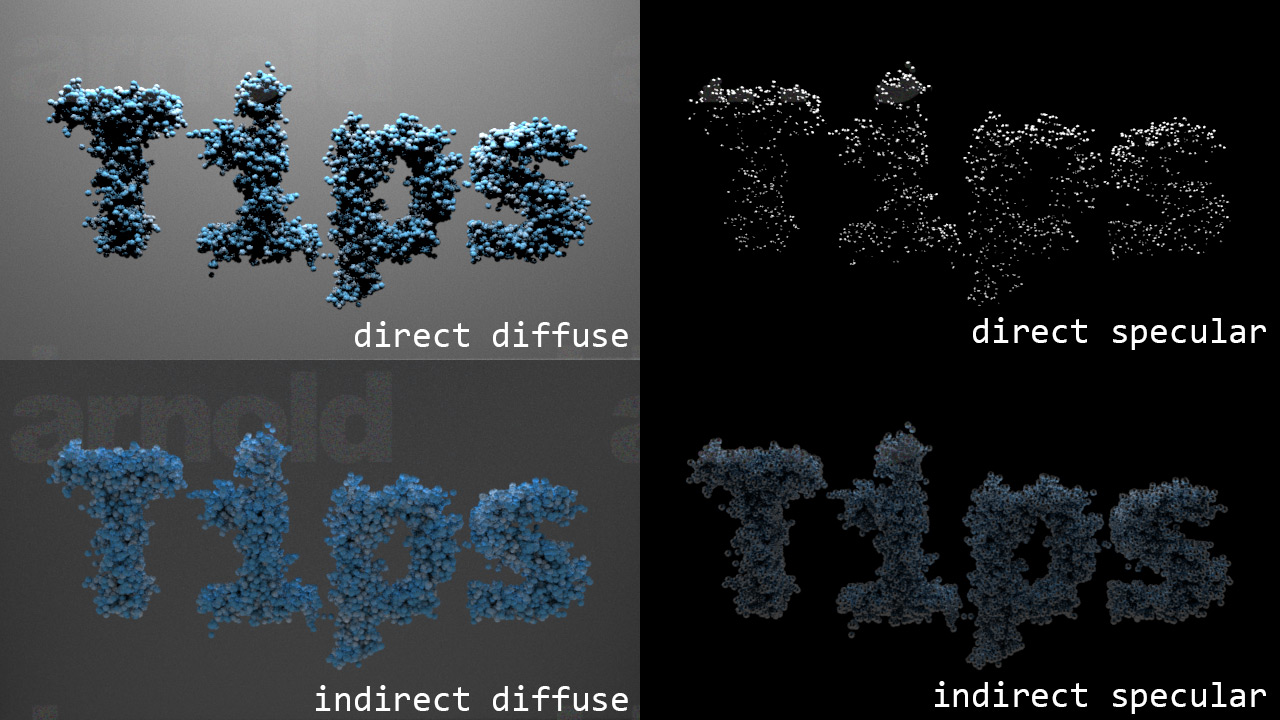 Tips
direct diffuse
Tips
direct specular
arnold
Tips
indirect diffuse
Tips
indirect specular